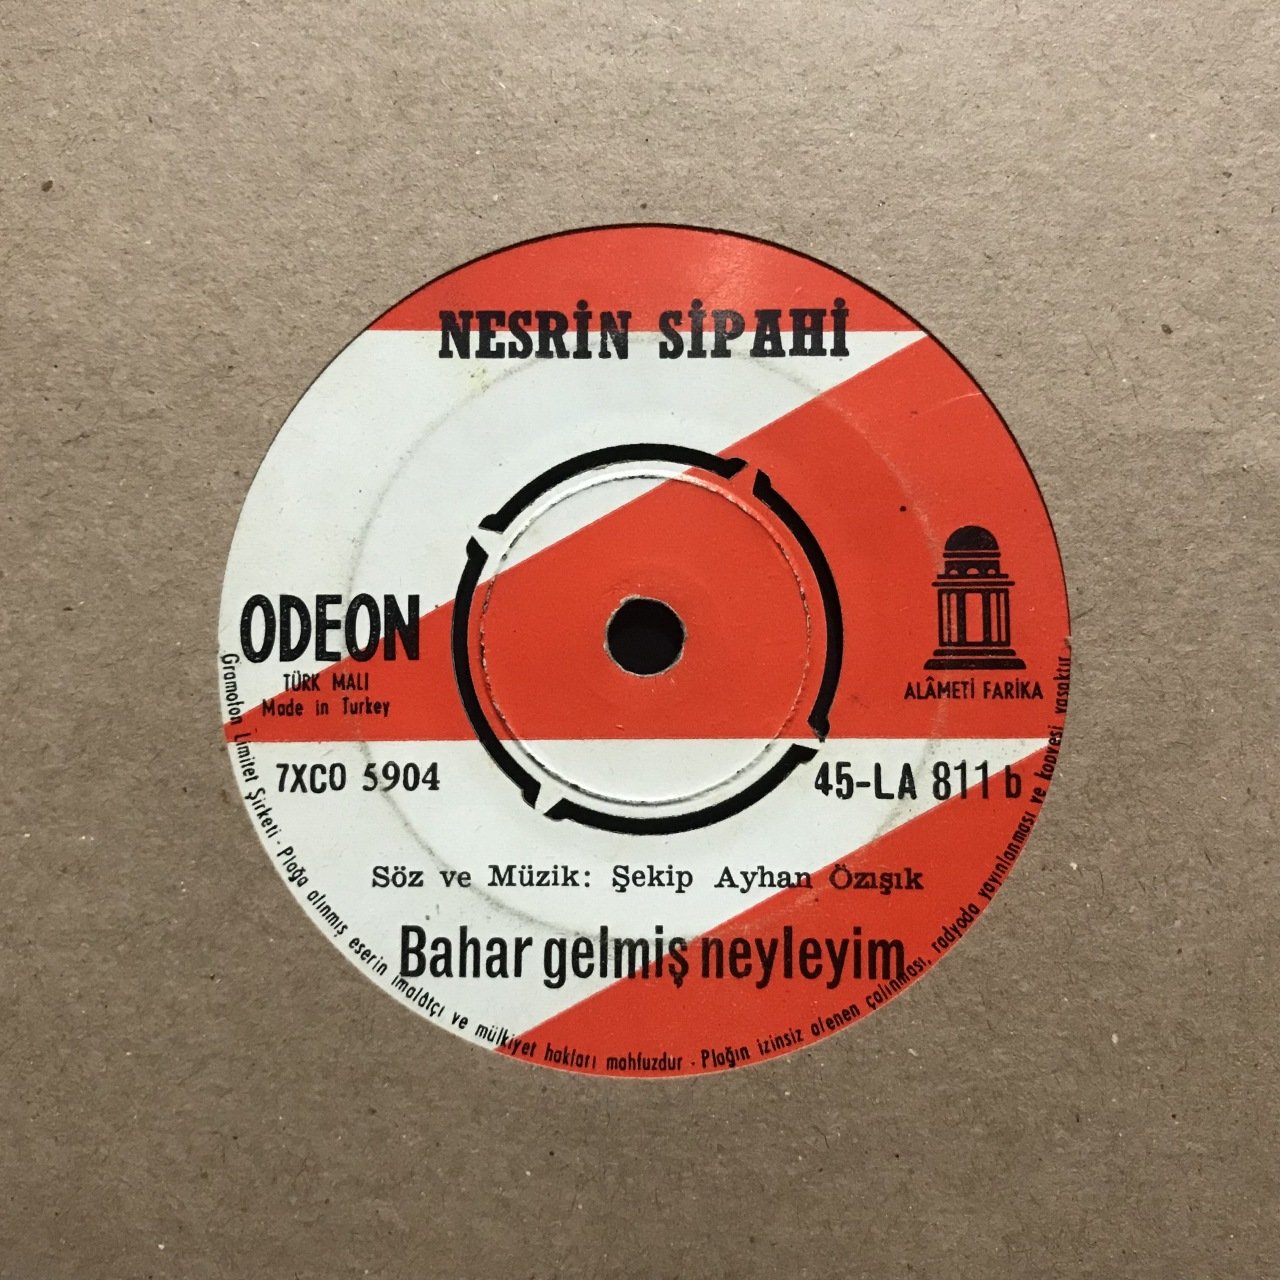 NESRİN SİPAHİ
ODEON
TÜRK MALI
Made in Turkey
ALÂMETİ FARİKA
7XCO 5904
45-LA 811 b
Söz ve Müzik: Şekip Ayhan Özışık
Bahar gelmiş neyleyim
Gramofon Limitet Şirketi - Plağa alınmış eserin imalâtçı ve mülkiyet hakları mahfuzdur - Plağın izinsiz alenen çalınması, radyoda yayınlanması ve kopyesi yasaktır